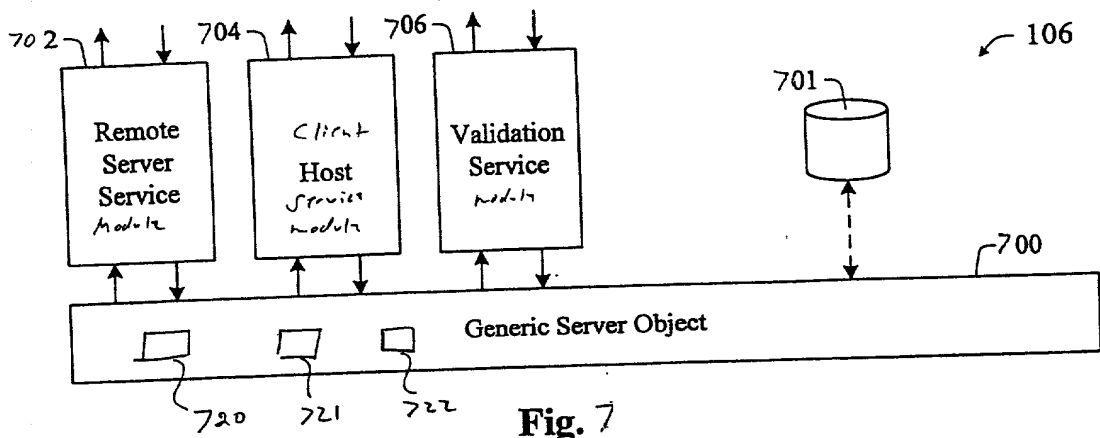 702
704
706
106
701
Remote
Server
Service
Module
Client
Host
Service
module
Validation
Service
module
700
Generic Server Object
720
721
722
Fig. 7